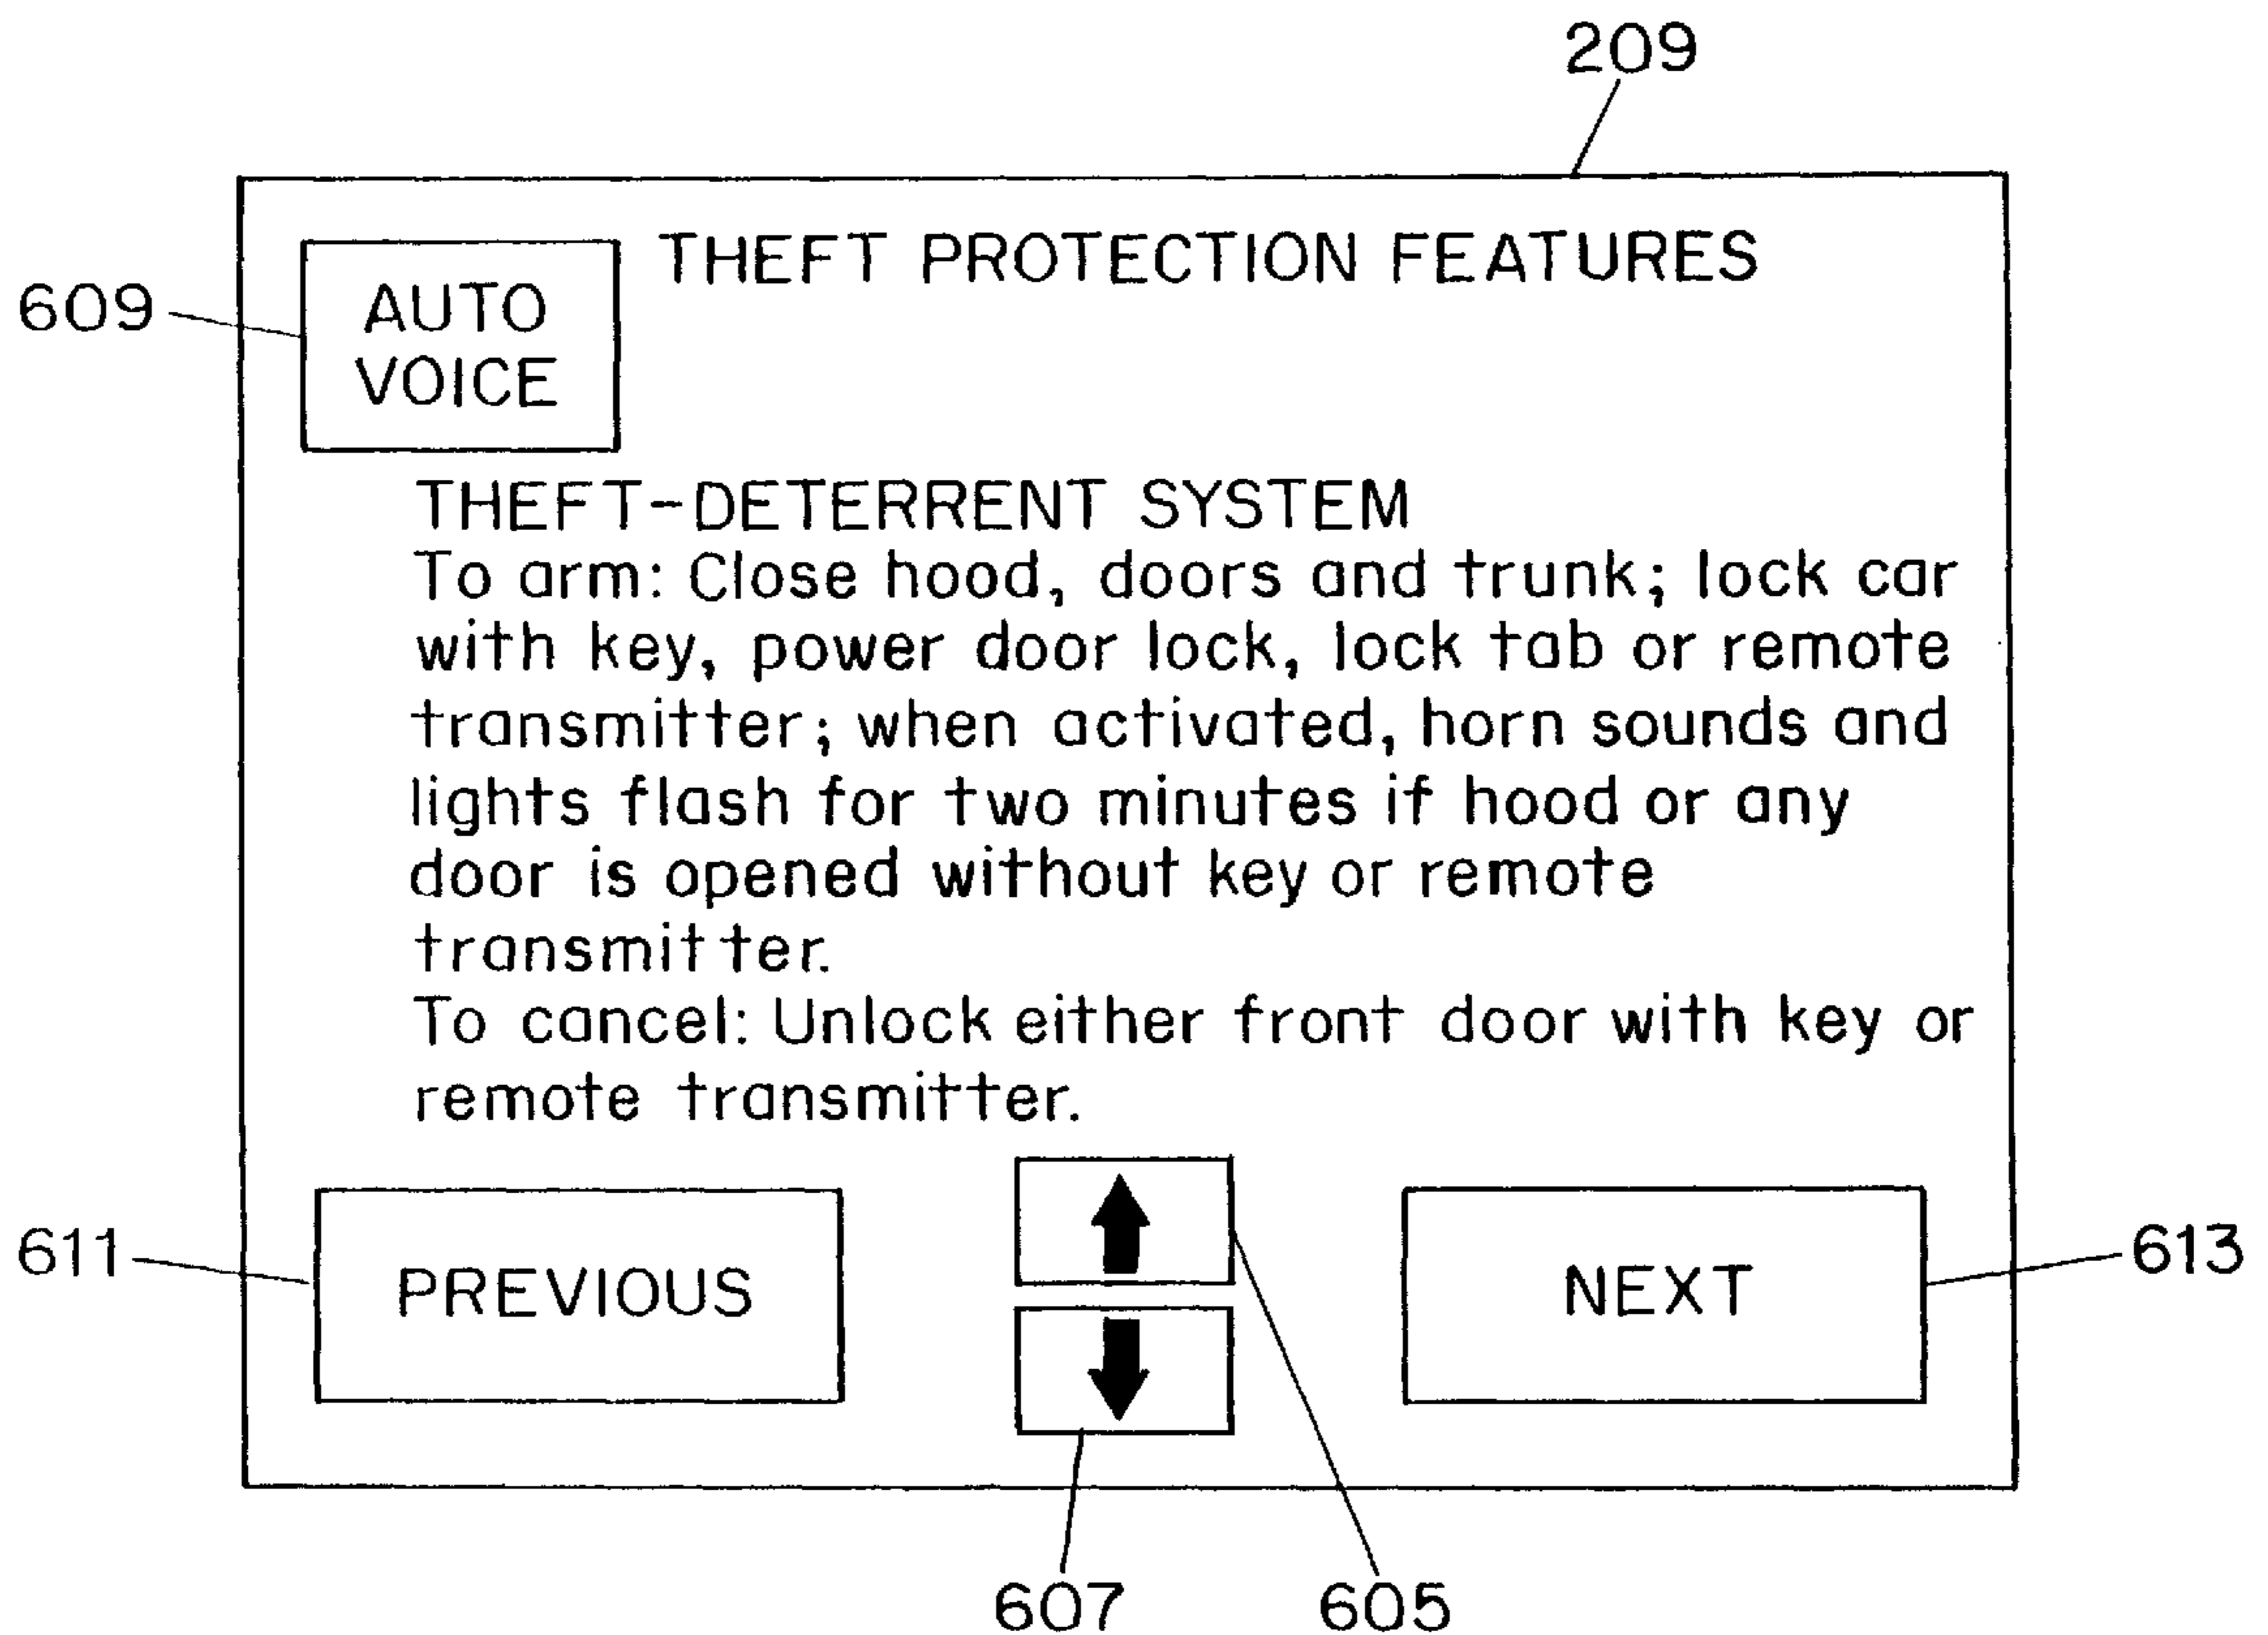 209
THEFT PROTECTION FEATURES
609
AUTO
VOICE
THEFT-DETERRENT SYSTEM
To arm: Close hood, doors and trunk; lock car
with key, power door lock, lock tab or remote
transmitter; when activated, horn sounds and
lights flash for two minutes if hood or any
door is opened without key or remote
transmitter.
To cancel: Unlock either front door with key or
remote transmitter.
611
PREVIOUS
NEXT
613
607
605